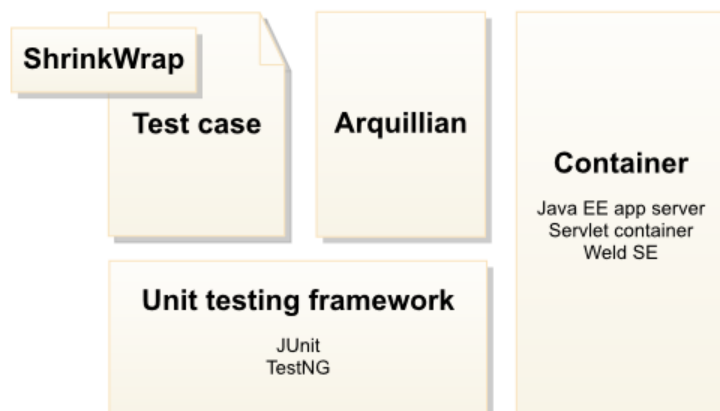 ShrinkWrap
Test case
Arquillian
Container
Java EE app server
Servlet container
Weld SE
Unit testing framework
JUnit
TestNG